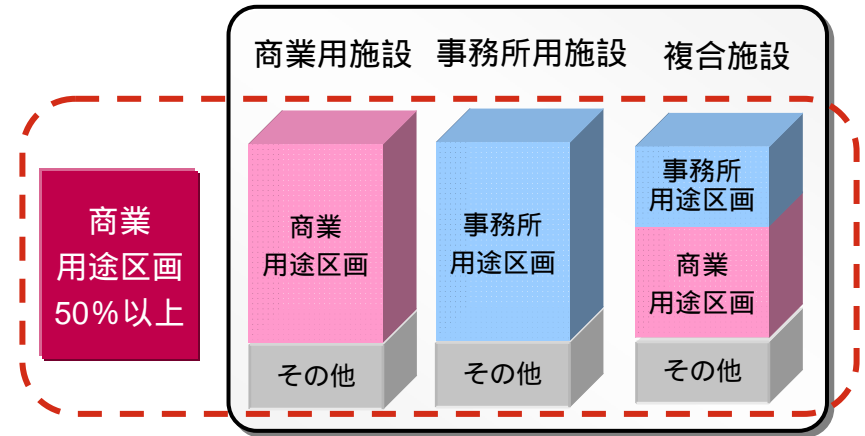 商業用施設
事務所用施設
複合施設
商業
用途区画
50%以上
商業
用途区画
その他
事務所
用途区画
その他
事務所
用途区画
商業
用途区画
その他